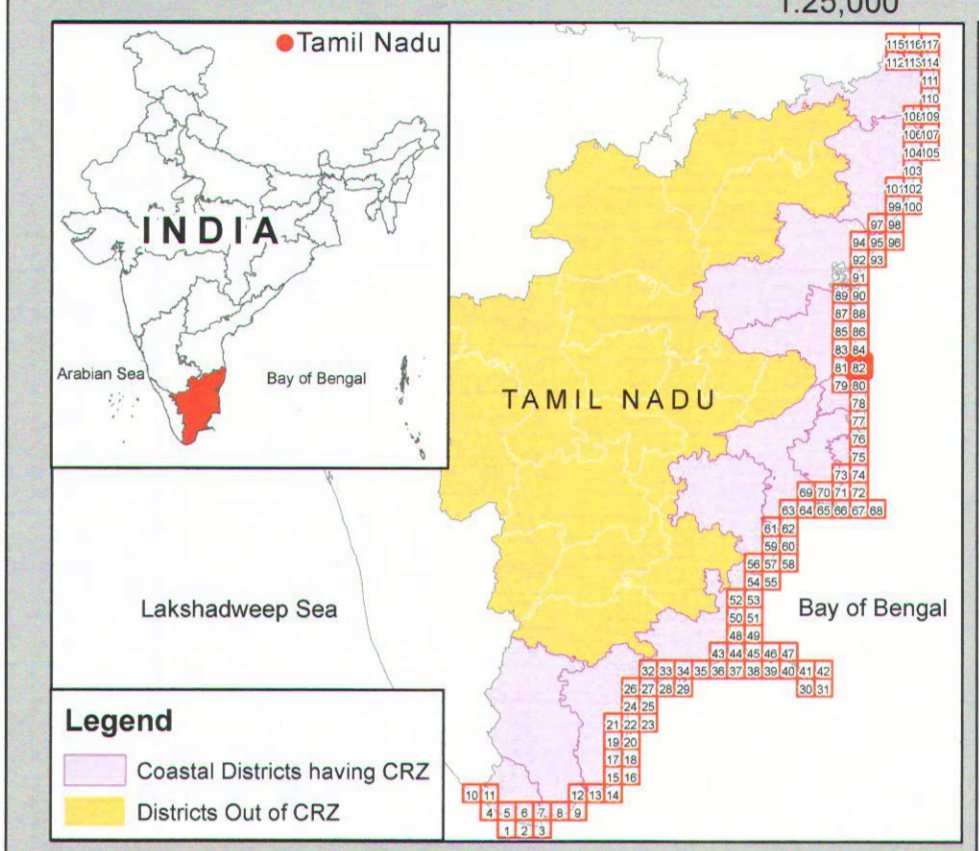 1:25,000
Tamil Nadu
INDIA
Arabian Sea
Bay of Bengal
115 116 117
112 113 114
111
110
108 109
106 107
104 105
103
101 102
99 100
97 98
94 95 96
92 93
91
89 90
87 88
85 86
83 84
81 82
79 80
78
77
76
75
73 74
69 70 71 72
63 64 65 66 67 68
61 62
59 60
56 57 58
54 55
52 53
50 51
48 49
43 44 45 46 47
32 33 34 35 36 37 38 39 40 41 42
26 27 28 29 30 31
24 25
21 22 23
19 20
17 18
15 16
10 11 12 13 14
4 5 6 7 8 9
1 2 3
TAMIL NADU
Lakshadweep Sea
Bay of Bengal
Legend
Coastal Districts having CRZ
Districts Out of CRZ